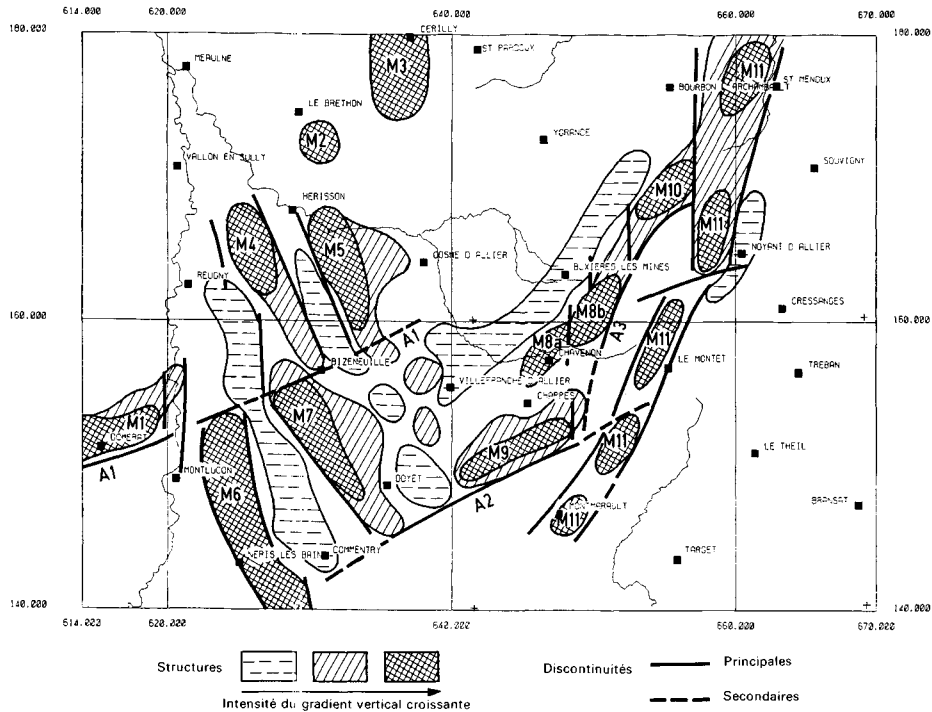 614.000 620.000 640.000 660.000 670.000
180.000 180.000
CERILLY
ST PARDOUX
MEAULNE
M3
M11
ST MENOUX
BOURBON L ARCHAMBAULT
LE BRETHON
M2
YGRANCE
VALLON EN SULLY
SOUVIGNY
M10
HERISSON
M4
M5
M11
COSME D ALLIER
NOYANT D ALLIER
REUGNY
BUXIERES LES MINES
CRESSANGES
M8b
160.000 160.000
A1
A3
M8a
M11
CHAVENON
BIZENEUILLE
LE MONTET
TREBAN
VILLEFRANCHE D ALLIER
CHAPPES
M1
M7
DOMERAT
M11
M9
LE THEIL
A1
MONTLUCON
DOYET
M6
A2
BRANSAT
MONTMARAULT
M11
COMMENTRY
NERIS LES BAINS
TARGET
140.000 140.000
614.000 620.000 640.000 660.000 670.000
Structures
Intensité du gradient vertical croissante
Discontinuités
Principales
Secondaires